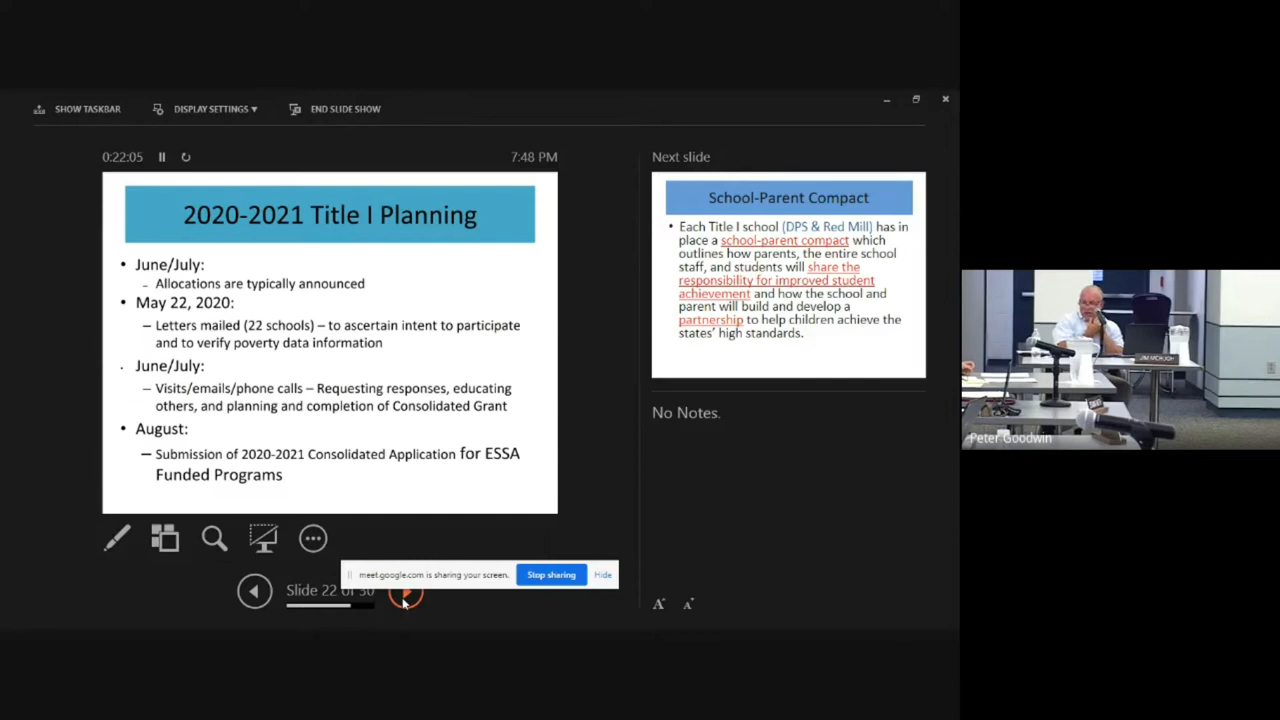 SHOW TASKBAR
DISPLAY SETTINGS ▾
END SLIDE SHOW
0:22:05
7:48 PM
2020-2021 Title I Planning
• June/July:
– Allocations are typically announced
• May 22, 2020:
– Letters mailed (22 schools) – to ascertain intent to participate
and to verify poverty data information
· June/July:
– Visits/emails/phone calls – Requesting responses, educating
others, and planning and completion of Consolidated Grant
• August:
– Submission of 2020-2021 Consolidated Application for ESSA
Funded Programs
Next slide
School-Parent Compact
• Each Title I school (DPS & Red Mill) has in
place a school-parent compact which
outlines how parents, the entire school
staff, and students will share the
responsibility for improved student
achievement and how the school and
parent will build and develop a
partnership to help children achieve the
states' high standards.
No Notes.
meet.google.com is sharing your screen.
Stop sharing
Hide
Slide 22 of 30
A
A
JIM MCHUGH
Peter Goodwin